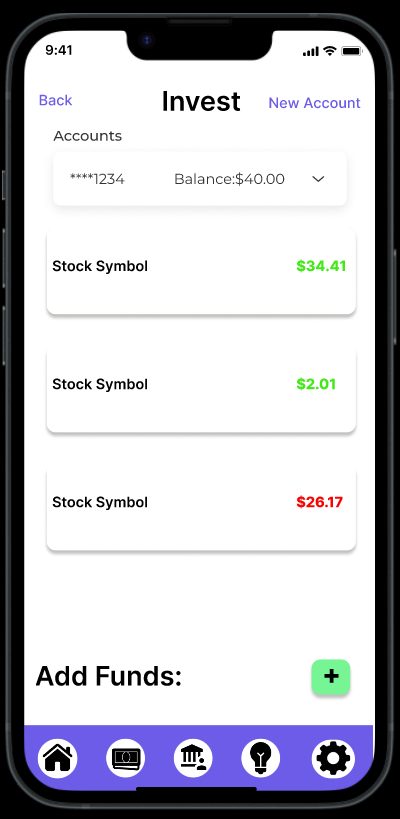 9:41
Back Invest New Account
Accounts
****1234 Balance:$40.00
Stock Symbol $34.41
Stock Symbol $2.01
Stock Symbol $26.17
Add Funds: +